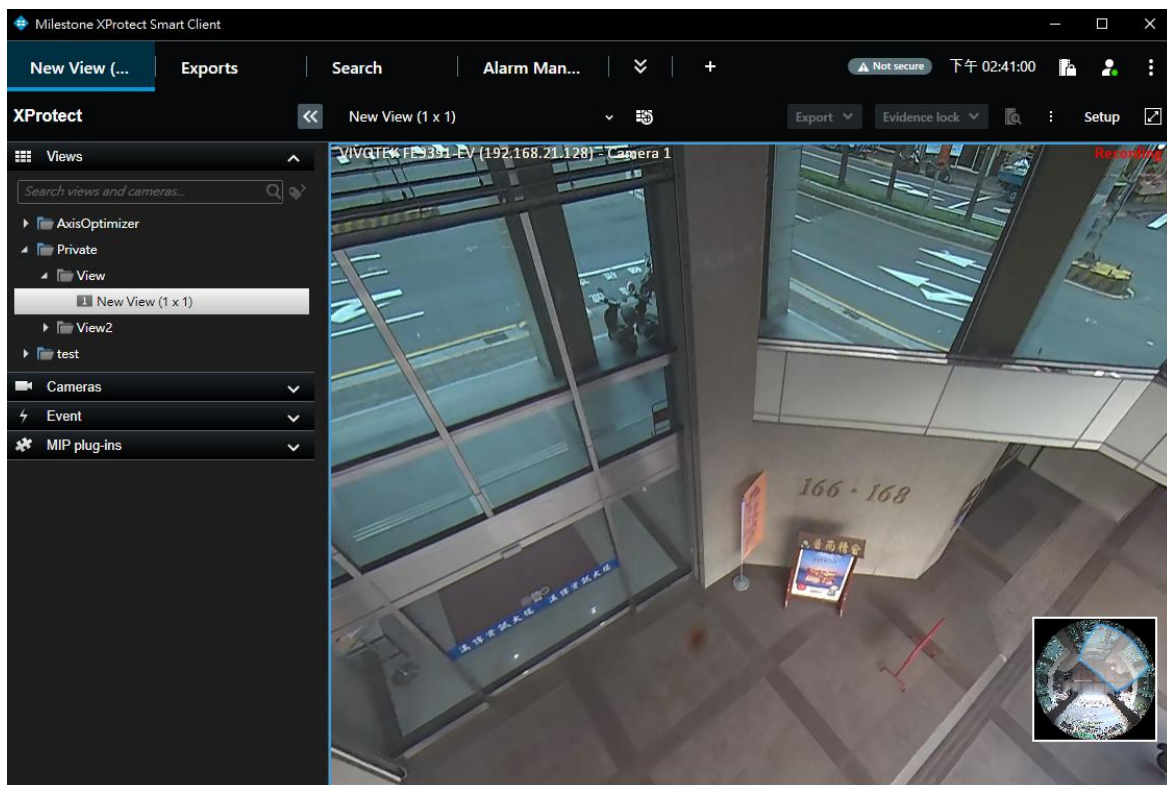 Milestone XProtect Smart Client
New View (... Exports Search Alarm Man... + Not secure 下午 02:41:00
XProtect New View (1 x 1) Export Evidence lock Setup
Views
VIVOTEK FE9391-EV (192.168.21.128) - Camera 1 Recording
Search views and cameras...
AxisOptimizer
Private
View
1 New View (1 x 1)
View2
test
Cameras
Event
MIP plug-ins
166 · 168